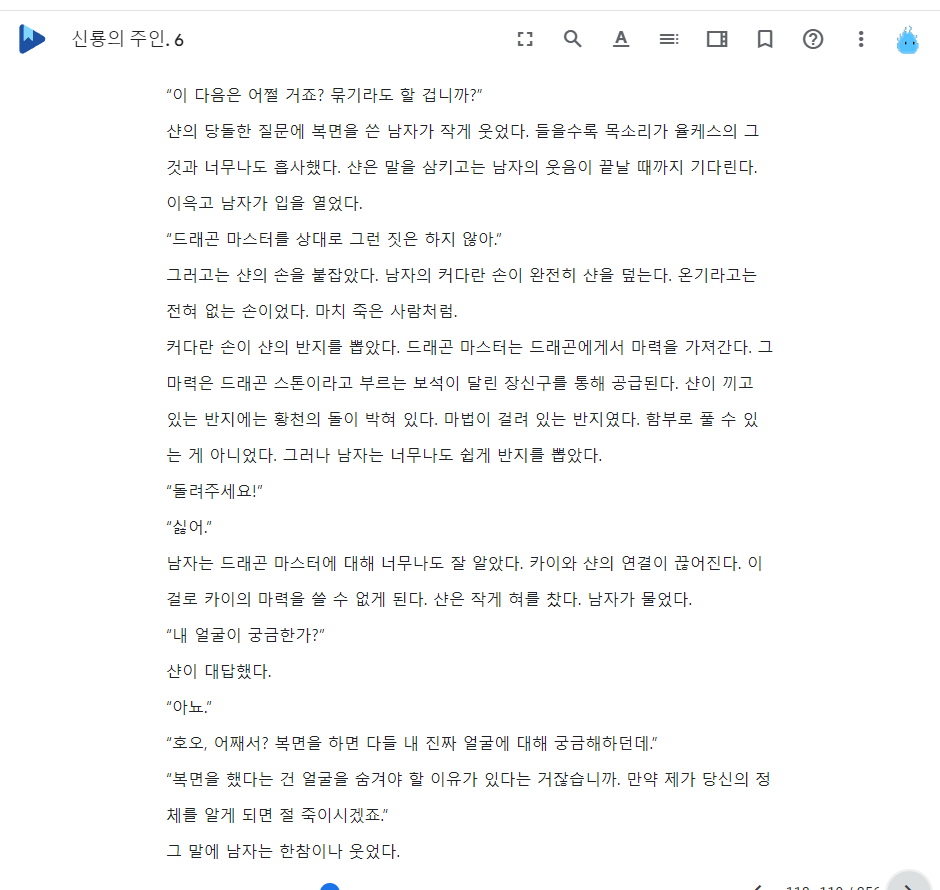 신룡의 주인. 6
“이 다음은 어쩔 거죠? 묶기라도 할 겁니까?”
샨의 당돌한 질문에 복면을 쓴 남자가 작게 웃었다. 들을수록 목소리가 율케스의 그
것과 너무나도 흡사했다. 샨은 말을 삼키고는 남자의 웃음이 끝날 때까지 기다린다.
이윽고 남자가 입을 열었다.
“드래곤 마스터를 상대로 그런 짓은 하지 않아.”
그러고는 샨의 손을 붙잡았다. 남자의 커다란 손이 완전히 샨을 덮는다. 온기라고는
전혀 없는 손이었다. 마치 죽은 사람처럼.
커다란 손이 샨의 반지를 뽑았다. 드래곤 마스터는 드래곤에게서 마력을 가져간다. 그
마력은 드래곤 스톤이라고 부르는 보석이 달린 장신구를 통해 공급된다. 샨이 끼고
있는 반지에는 황천의 돌이 박혀 있다. 마법이 걸려 있는 반지였다. 함부로 풀 수 있
는 게 아니었다. 그러나 남자는 너무나도 쉽게 반지를 뽑았다.
“돌려주세요!”
“싫어.”
남자는 드래곤 마스터에 대해 너무나도 잘 알았다. 카이와 샨의 연결이 끊어진다. 이
걸로 카이의 마력을 쓸 수 없게 된다. 샨은 작게 혀를 찼다. 남자가 물었다.
“내 얼굴이 궁금한가?”
샨이 대답했다.
“아뇨.”
“호오, 어째서? 복면을 하면 다들 내 진짜 얼굴에 대해 궁금해하던데.”
“복면을 했다는 건 얼굴을 숨겨야 할 이유가 있다는 거잖습니까. 만약 제가 당신의 정
체를 알게 되면 절 죽이시겠죠.”
그 말에 남자는 한참이나 웃었다.